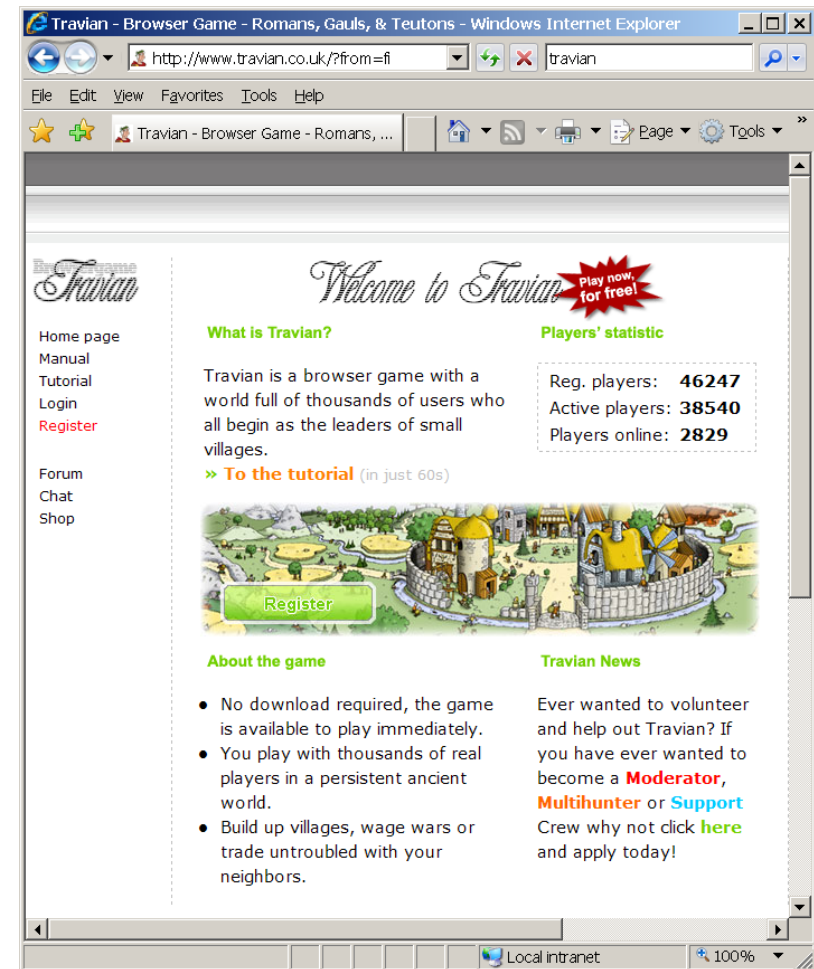 Travian - Browser Game - Romans, Gauls, & Teutons - Windows Internet Explorer
http://www.travian.co.uk/?from=fi
travian
File Edit View Favorites Tools Help
Travian - Browser Game - Romans, ...
Page
Tools
»
Browsergame
Travian
Welcome to Travian
Play now,
for free!
Home page
Manual
Tutorial
Login
Register
Forum
Chat
Shop
What is Travian?
Travian is a browser game with a
world full of thousands of users who
all begin as the leaders of small
villages.
» To the tutorial (in just 60s)
Players' statistic
Reg. players: 46247
Active players: 38540
Players online: 2829
Register
About the game
• No download required, the game
is available to play immediately.
• You play with thousands of real
players in a persistent ancient
world.
• Build up villages, wage wars or
trade untroubled with your
neighbors.
Travian News
Ever wanted to volunteer
and help out Travian? If
you have ever wanted to
become a Moderator,
Multihunter or Support
Crew why not click here
and apply today!
Local intranet
100%